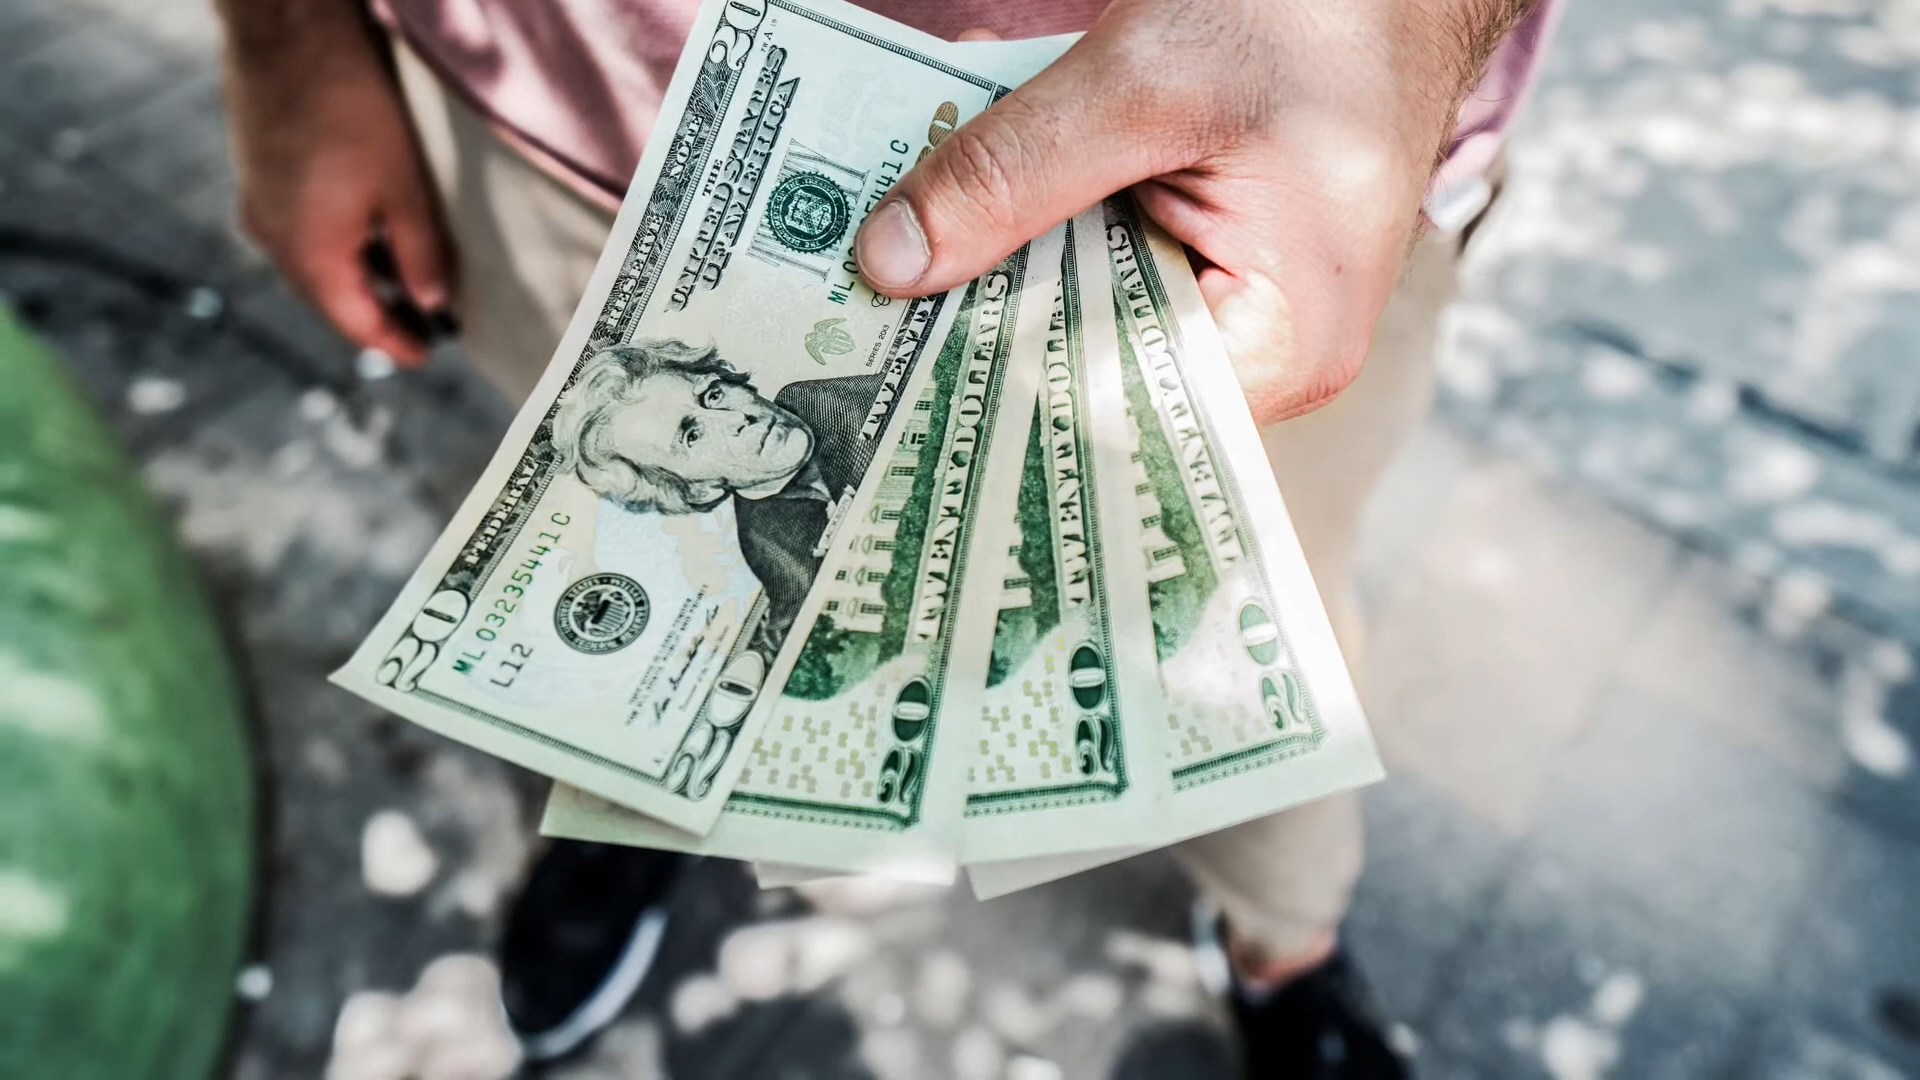 20
FEDERAL RESERVE NOTE
20
THE
UNITED STATES
OF AMERICA
ML 03235441 C
L12
ML 03235441 C
SERIES 2013
TWENTY
20
TWENTY DOLLARS
20
TWENTY DOLLARS
20
TWENTY DOLLARS
20